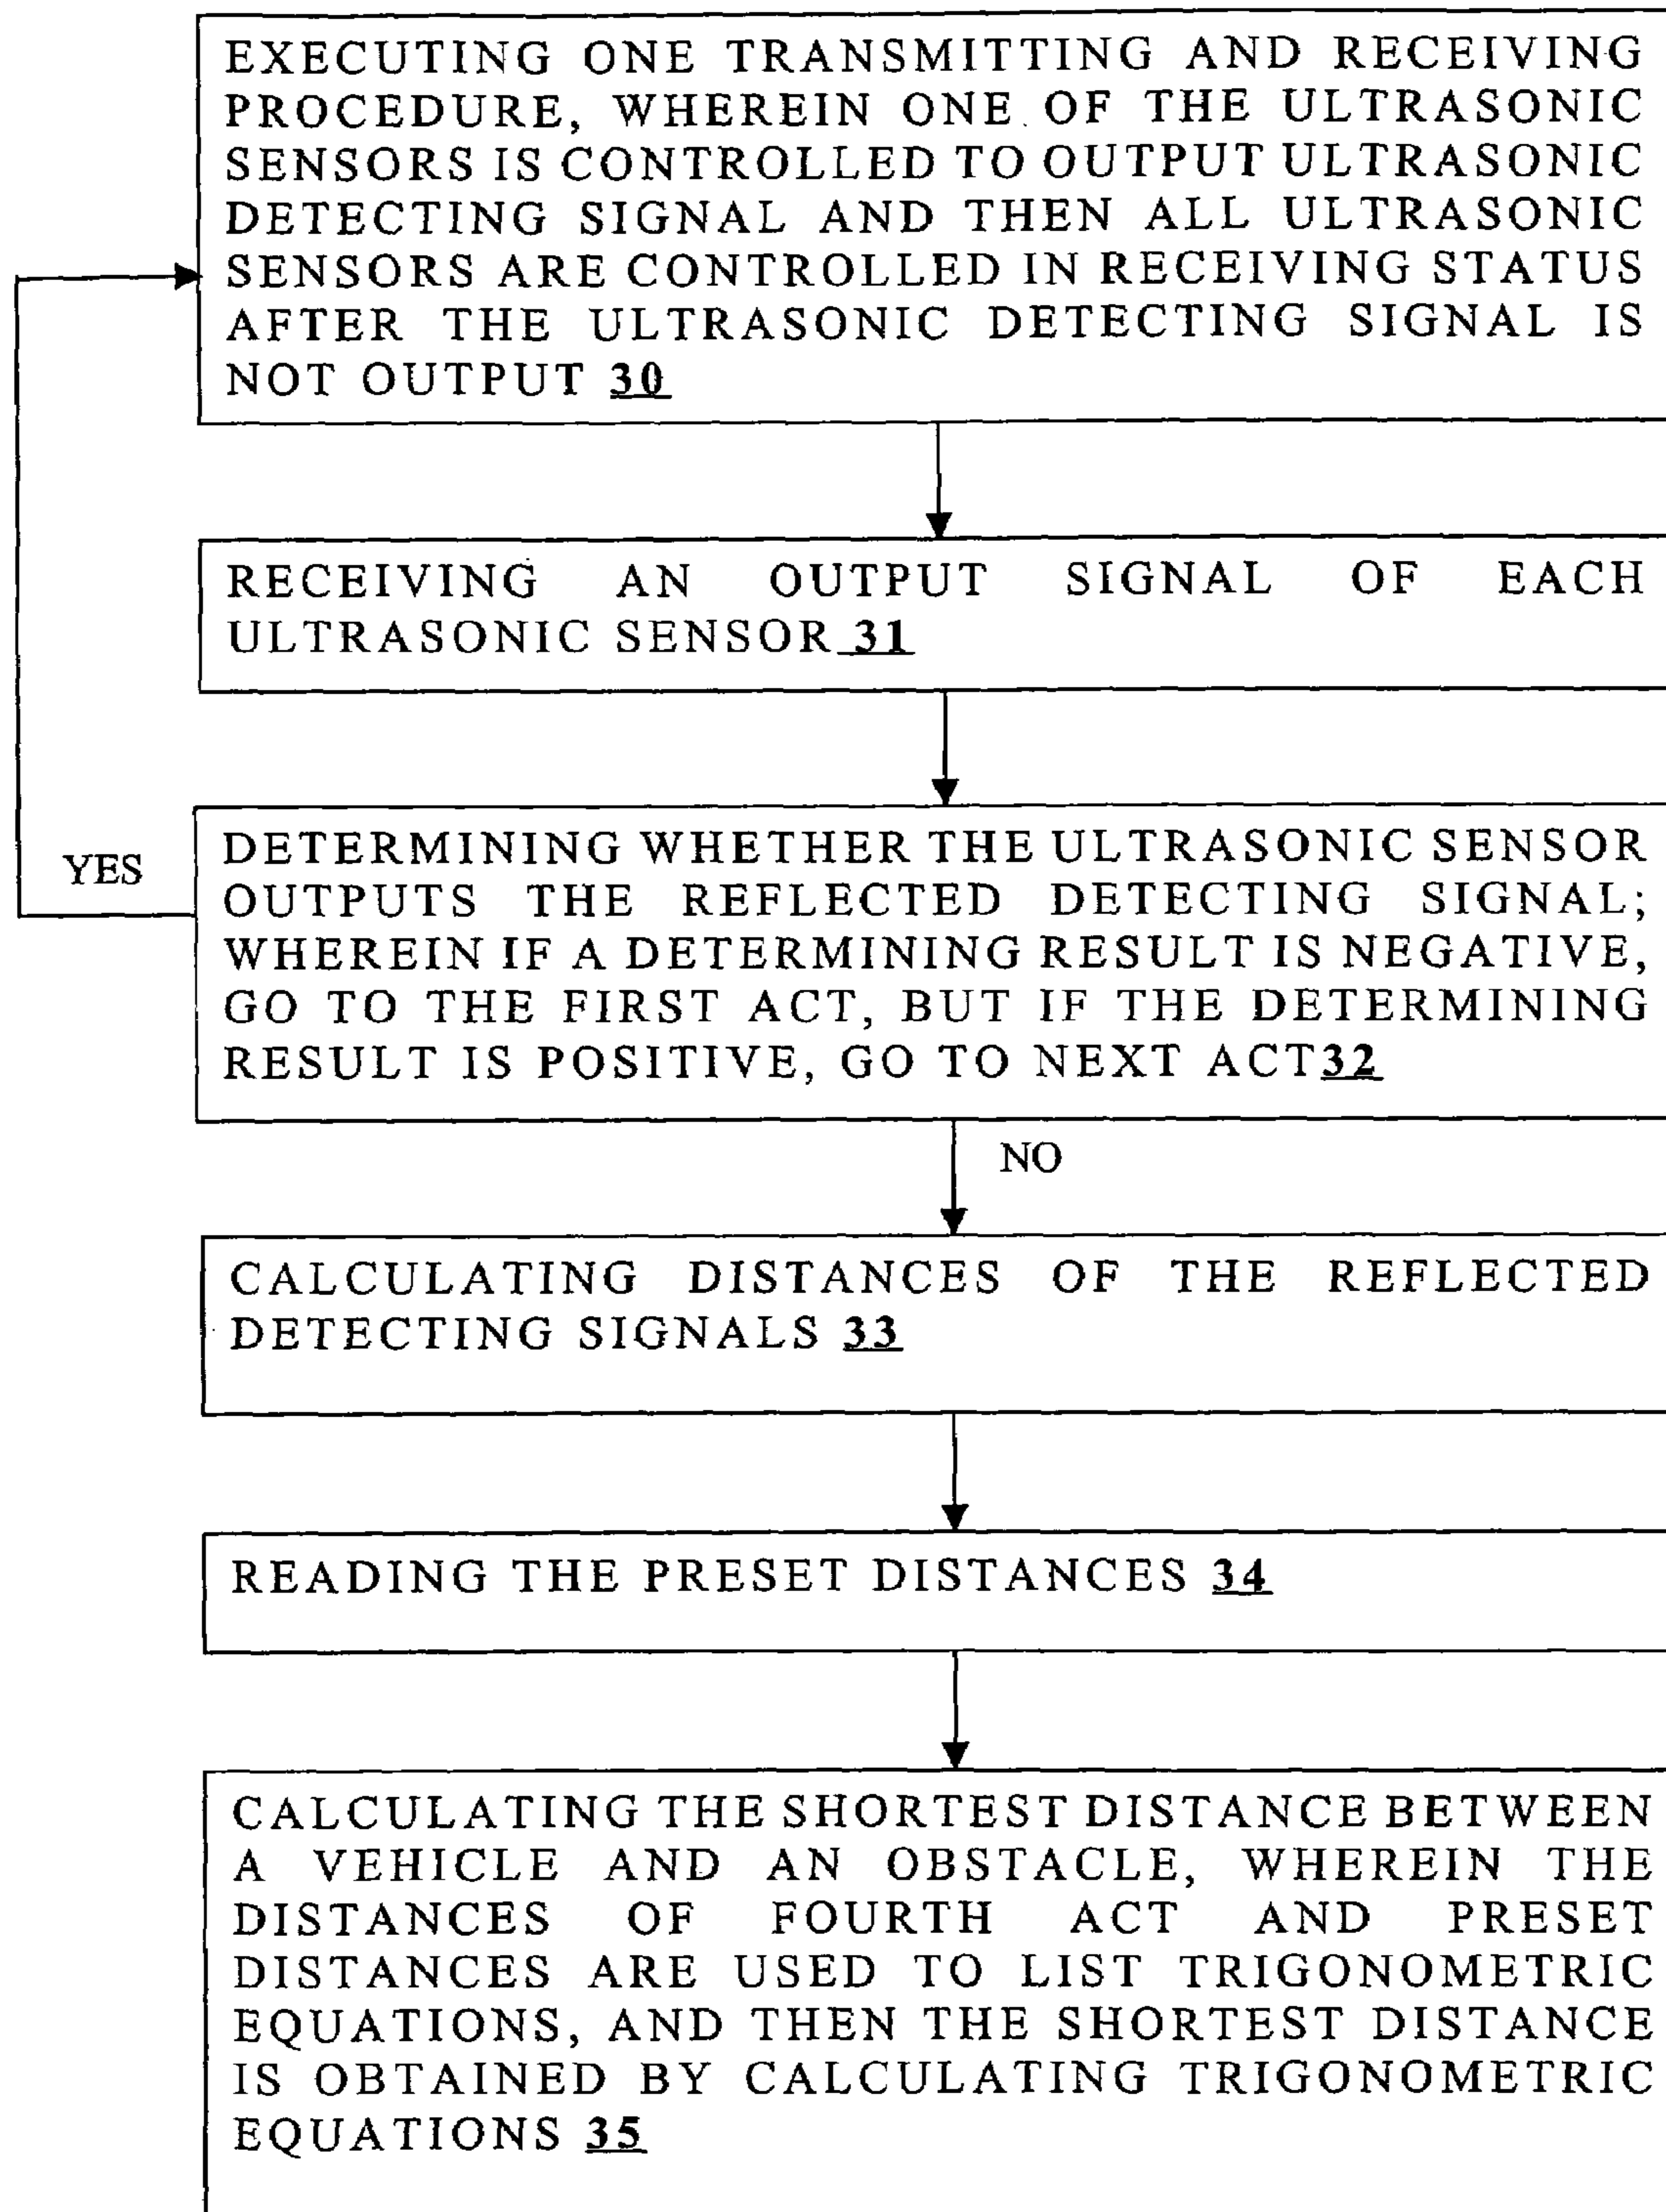 EXECUTING ONE TRANSMITTING AND RECEIVING
PROCEDURE, WHEREIN ONE OF THE ULTRASONIC
SENSORS IS CONTROLLED TO OUTPUT ULTRASONIC
DETECTING SIGNAL AND THEN ALL ULTRASONIC
SENSORS ARE CONTROLLED IN RECEIVING STATUS
AFTER THE ULTRASONIC DETECTING SIGNAL IS
NOT OUTPUT 30
RECEIVING AN OUTPUT SIGNAL OF EACH
ULTRASONIC SENSOR 31
YES
DETERMINING WHETHER THE ULTRASONIC SENSOR
OUTPUTS THE REFLECTED DETECTING SIGNAL;
WHEREIN IF A DETERMINING RESULT IS NEGATIVE,
GO TO THE FIRST ACT, BUT IF THE DETERMINING
RESULT IS POSITIVE, GO TO NEXT ACT32
NO
CALCULATING DISTANCES OF THE REFLECTED
DETECTING SIGNALS 33
READING THE PRESET DISTANCES 34
CALCULATING THE SHORTEST DISTANCE BETWEEN
A VEHICLE AND AN OBSTACLE, WHEREIN THE
DISTANCES OF FOURTH ACT AND PRESET
DISTANCES ARE USED TO LIST TRIGONOMETRIC
EQUATIONS, AND THEN THE SHORTEST DISTANCE
IS OBTAINED BY CALCULATING TRIGONOMETRIC
EQUATIONS 35